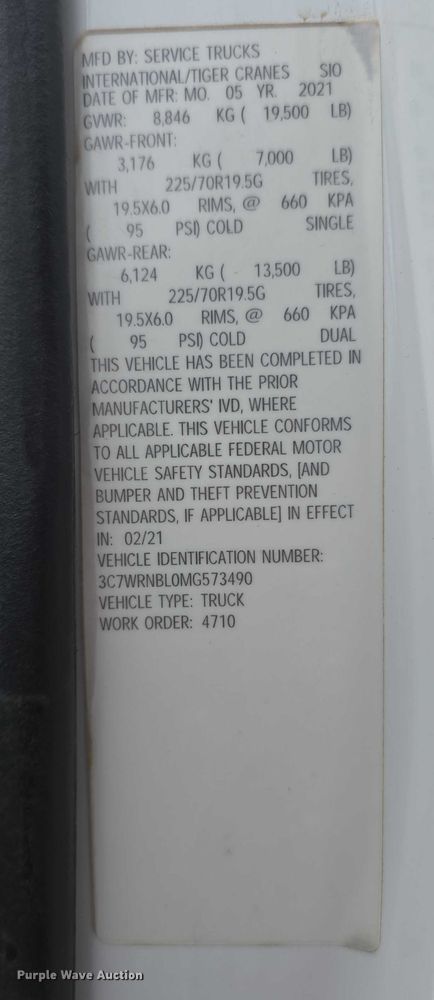 MFD BY: SERVICE TRUCKS
INTERNATIONAL/TIGER CRANES SIO
DATE OF MFR: MO. 05 YR. 2021
GVWR: 8,846 KG ( 19,500 LB)
GAWR-FRONT:
3,176 KG ( 7,000 LB)
WITH 225/70R19.5G TIRES,
19.5X6.0 RIMS, @ 660 KPA
( 95 PSI) COLD SINGLE
GAWR-REAR:
6,124 KG ( 13,500 LB)
WITH 225/70R19.5G TIRES,
19.5X6.0 RIMS, @ 660 KPA
( 95 PSI) COLD DUAL
THIS VEHICLE HAS BEEN COMPLETED IN
ACCORDANCE WITH THE PRIOR
MANUFACTURERS' IVD, WHERE
APPLICABLE. THIS VEHICLE CONFORMS
TO ALL APPLICABLE FEDERAL MOTOR
VEHICLE SAFETY STANDARDS, [AND
BUMPER AND THEFT PREVENTION
STANDARDS, IF APPLICABLE] IN EFFECT
IN: 02/21
VEHICLE IDENTIFICATION NUMBER:
3C7WRNBL0MG573490
VEHICLE TYPE: TRUCK
WORK ORDER: 4710
Purple Wave Auction